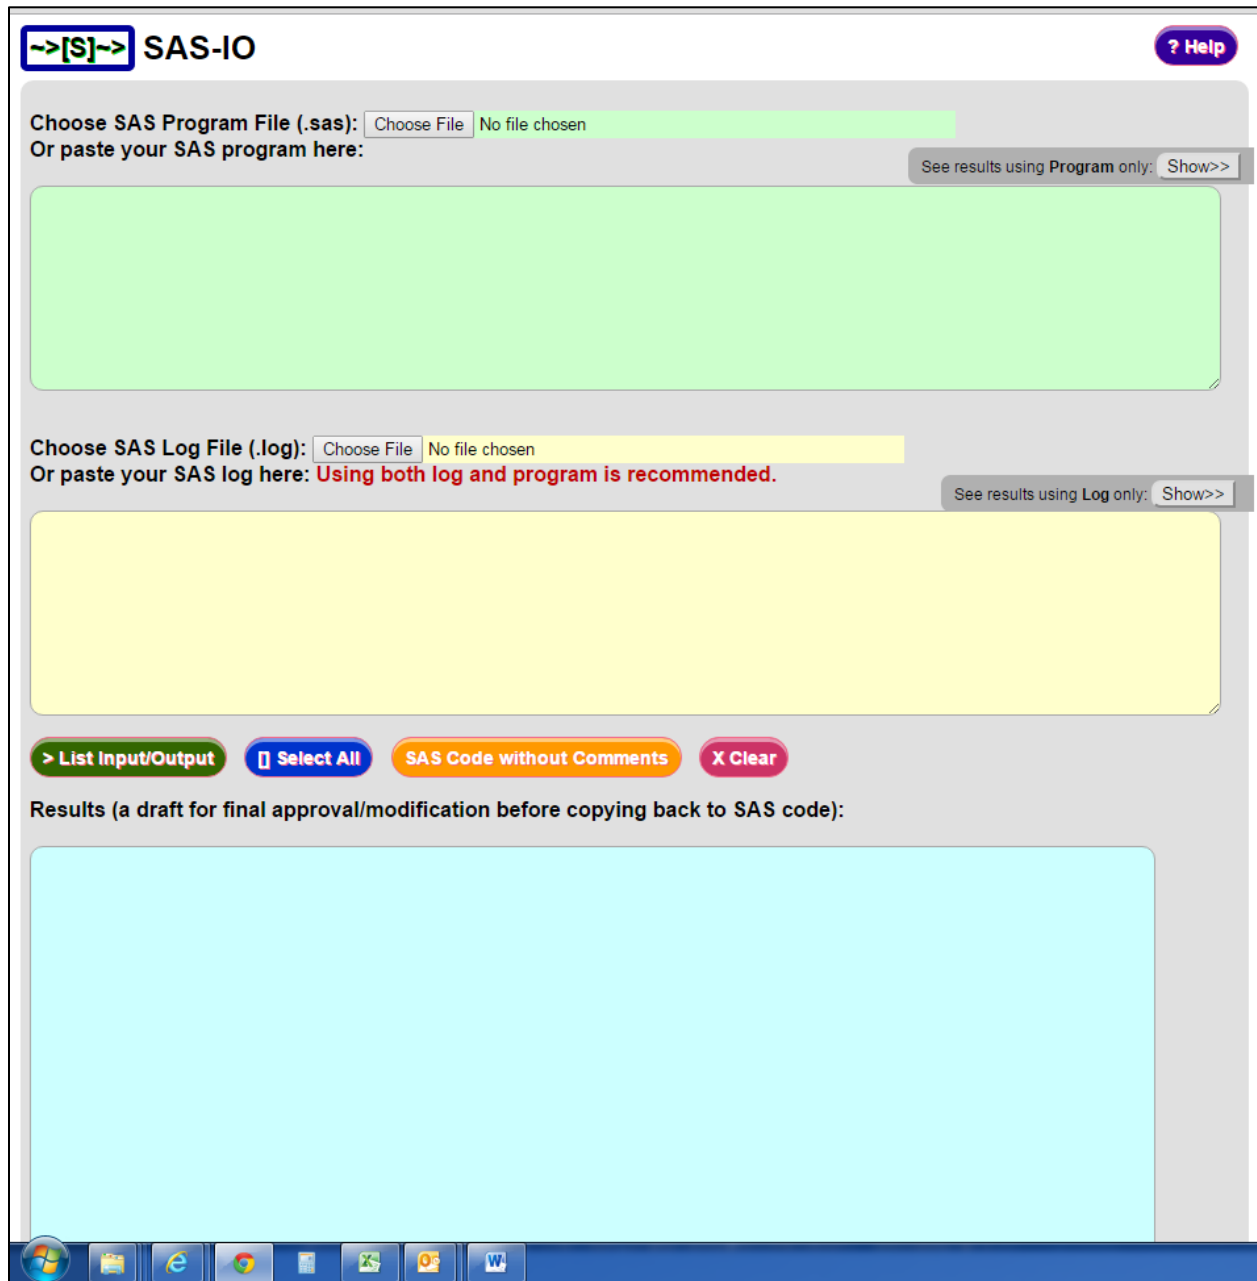 ~>[S]~> SAS-IO
? Help
Choose SAS Program File (.sas): Choose File No file chosen
Or paste your SAS program here:
See results using Program only: Show>>
Choose SAS Log File (.log): Choose File No file chosen
Or paste your SAS log here: Using both log and program is recommended.
See results using Log only: Show>>
> List Input/Output [] Select All SAS Code without Comments X Clear
Results (a draft for final approval/modification before copying back to SAS code):